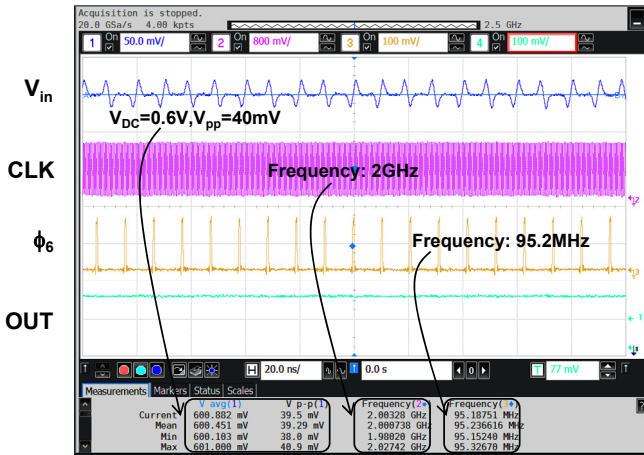 Acquisition is stopped.
20.0 GSa/s 4.00 kpts 2.5 GHz
1 On 50.0 mV/ 2 On 800 mV/ 3 On 100 mV/ 4 On 100 mV/
Vin
VDC=0.6V,Vpp=40mV
CLK
Frequency: 2GHz
ϕ6
Frequency: 95.2MHz
OUT
H 20.0 ns/ 0.0 s 0 T 77 mV
Measurements Markers Status Scales
V avg(1) V p-p(1) Frequency(2) Frequency(
Current 600.882 mV 39.5 mV 2.00328 GHz 95.18751 MHz
Mean 600.451 mV 39.29 mV 2.000738 GHz 95.236616 MHz
Min 600.103 mV 38.0 mV 1.98020 GHz 95.15240 MHz
Max 601.000 mV 40.9 mV 2.02742 GHz 95.32670 MHz